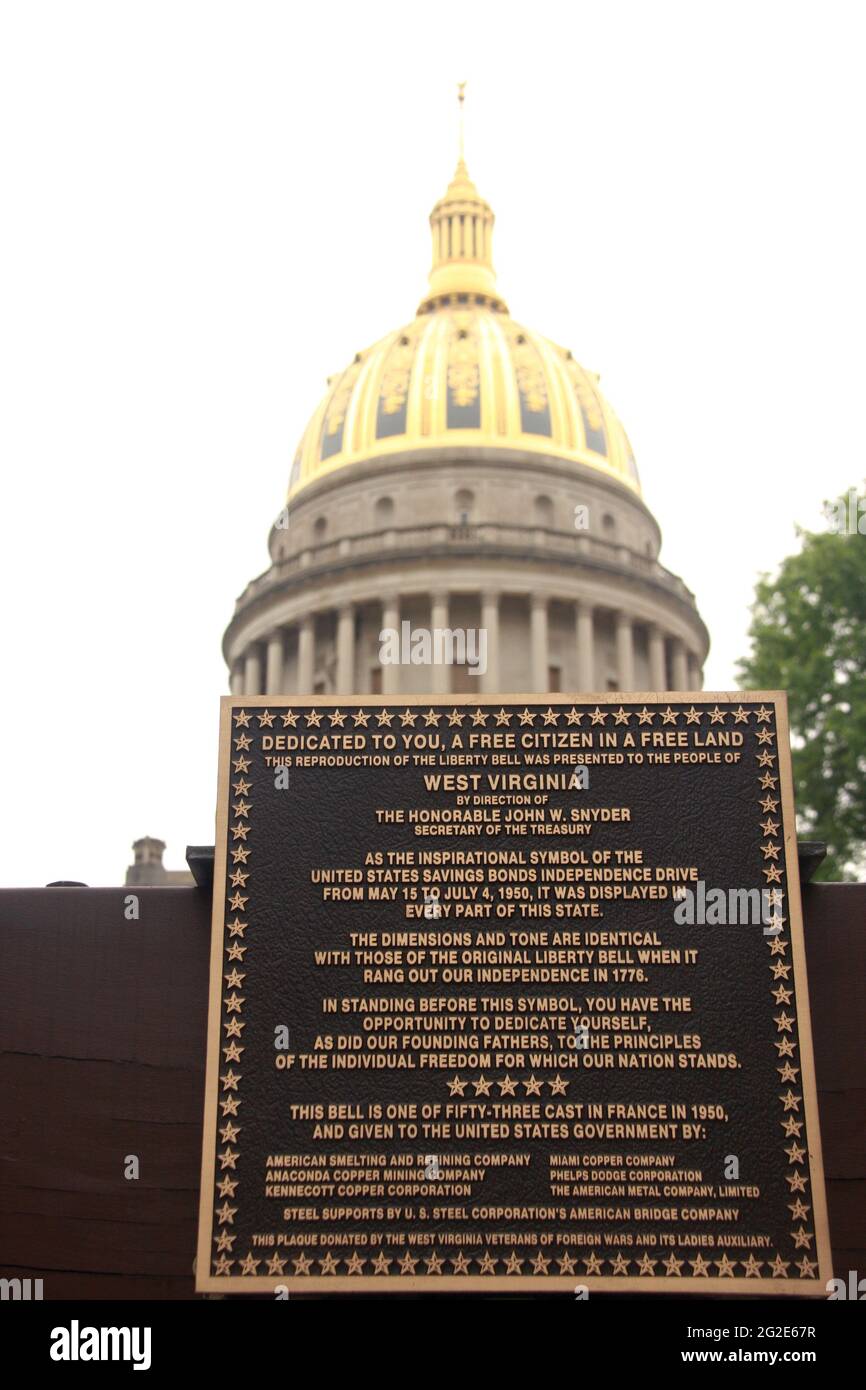 DEDICATED TO YOU, A FREE CITIZEN IN A FREE LAND
THIS REPRODUCTION OF THE LIBERTY BELL WAS PRESENTED TO THE PEOPLE OF
WEST VIRGINIA
BY DIRECTION OF
THE HONORABLE JOHN W. SNYDER
SECRETARY OF THE TREASURY
AS THE INSPIRATIONAL SYMBOL OF THE
UNITED STATES SAVINGS BONDS INDEPENDENCE DRIVE
FROM MAY 15 TO JULY 4, 1950, IT WAS DISPLAYED IN
EVERY PART OF THIS STATE.
THE DIMENSIONS AND TONE ARE IDENTICAL
WITH THOSE OF THE ORIGINAL LIBERTY BELL WHEN IT
RANG OUT OUR INDEPENDENCE IN 1776.
IN STANDING BEFORE THIS SYMBOL, YOU HAVE THE
OPPORTUNITY TO DEDICATE YOURSELF,
AS DID OUR FOUNDING FATHERS, TO THE PRINCIPLES
OF THE INDIVIDUAL FREEDOM FOR WHICH OUR NATION STANDS.
THIS BELL IS ONE OF FIFTY-THREE CAST IN FRANCE IN 1950,
AND GIVEN TO THE UNITED STATES GOVERNMENT BY:
AMERICAN SMELTING AND REFINING COMPANY MIAMI COPPER COMPANY
ANACONDA COPPER MINING COMPANY PHELPS DODGE CORPORATION
KENNECOTT COPPER CORPORATION THE AMERICAN METAL COMPANY, LIMITED
STEEL SUPPORTS BY U. S. STEEL CORPORATION'S AMERICAN BRIDGE COMPANY
THIS PLAQUE DONATED BY THE WEST VIRGINIA VETERANS OF FOREIGN WARS AND ITS LADIES AUXILIARY.
alamy
a
alamy
Image ID: 2G2E67R
www.alamy.com